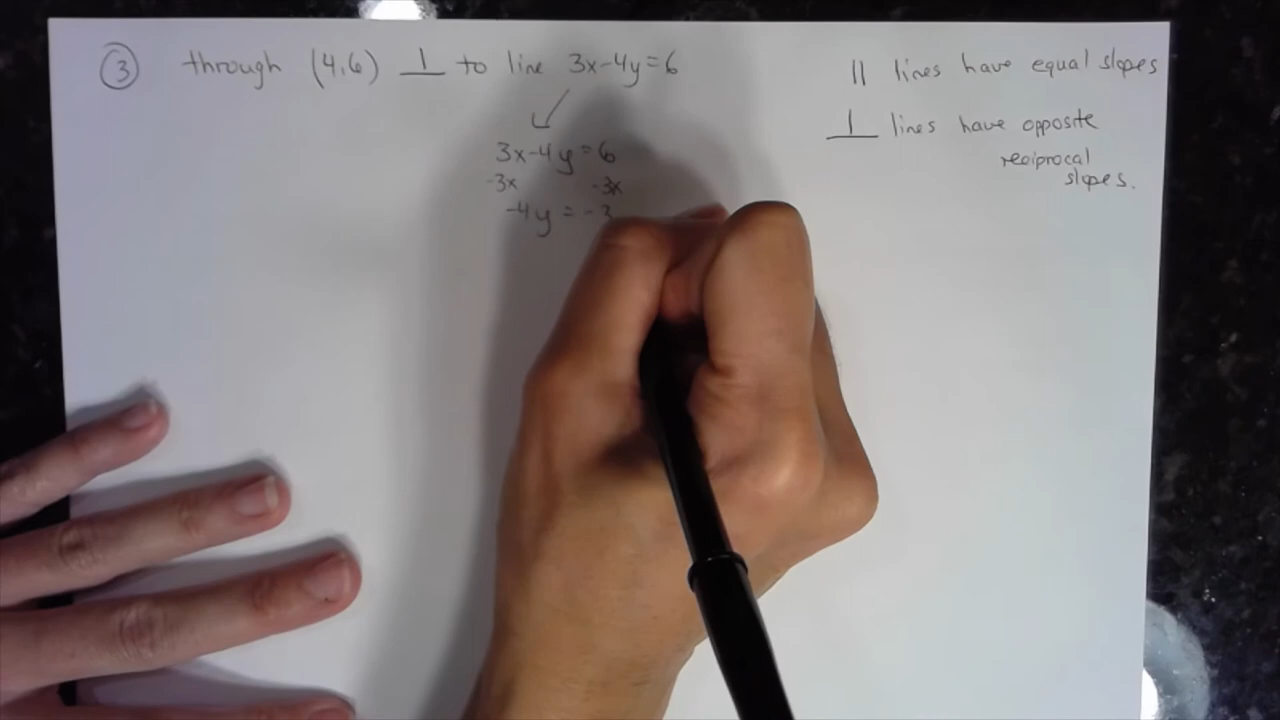 ③ through (4,6) ⊥ to line 3x-4y=6
3x-4y=6
-3x -3x
-4y = -3
|| lines have equal slopes
⊥ lines have opposite
reciprocal
slopes.